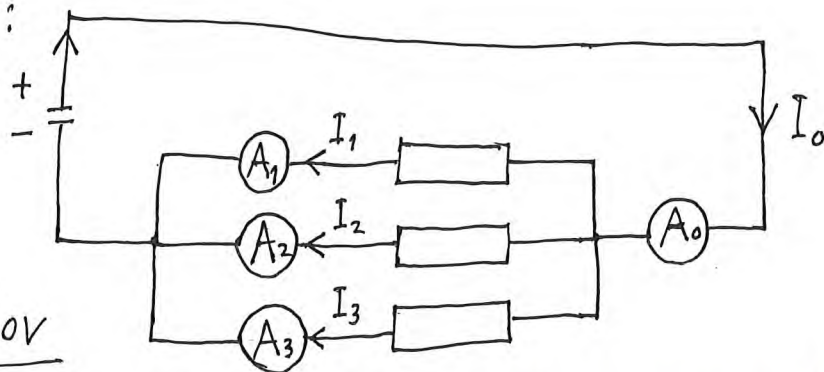 :
+
-
I₀
I₁
A₁
I₂
A₂
A₀
I₃
A₃
0V